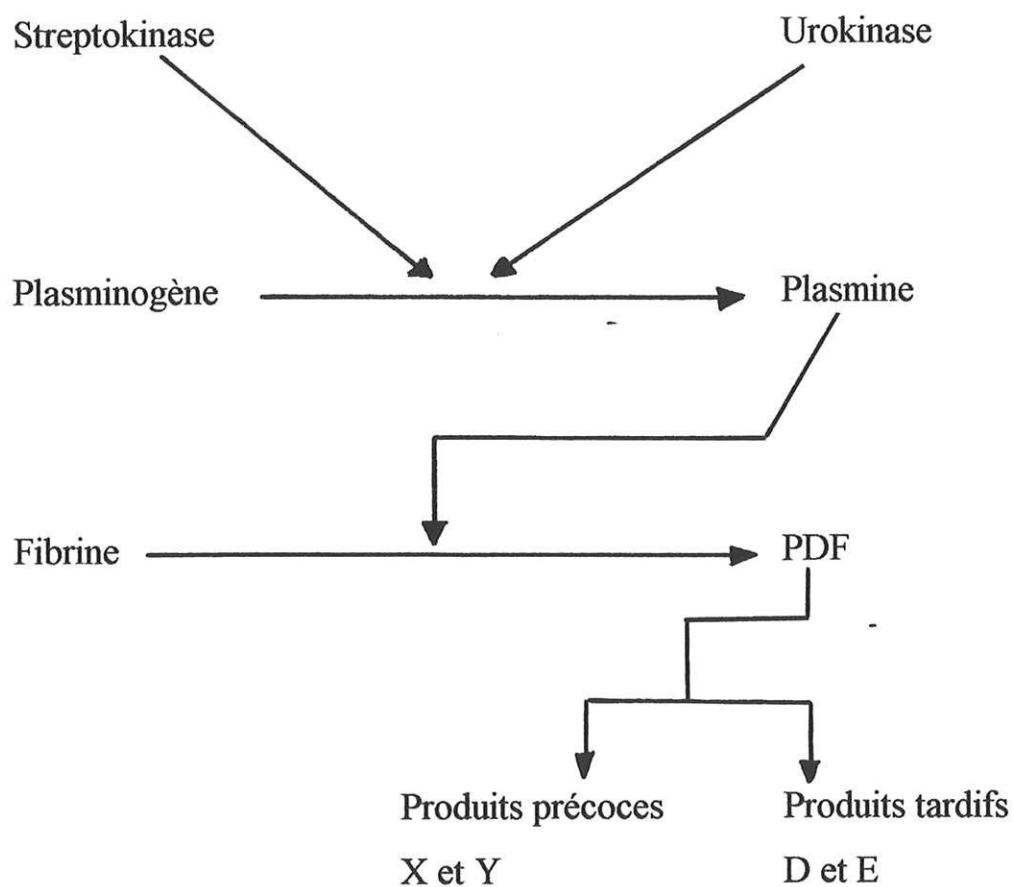 Streptokinase
Urokinase
Plasminogène
Plasmine
Fibrine
PDF
Produits précoces
X et Y
Produits tardifs
D et E